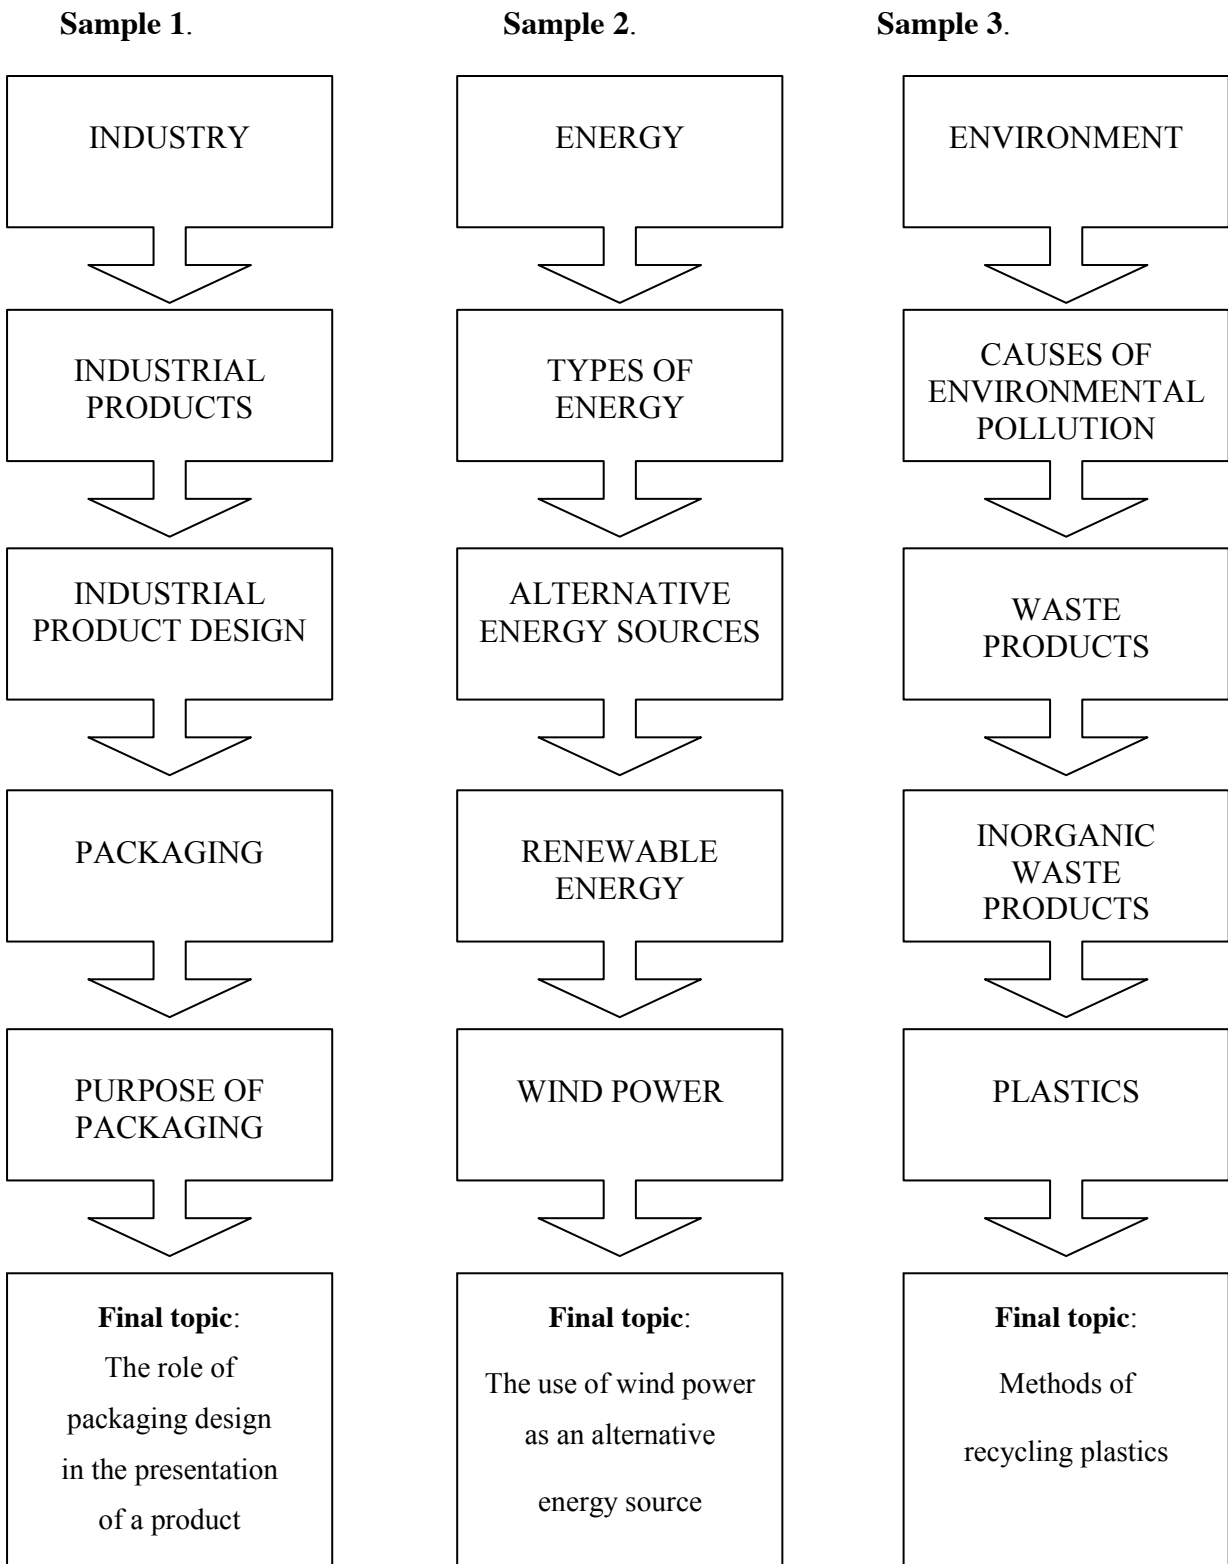 Sample 1.
INDUSTRY
INDUSTRIAL
PRODUCTS
INDUSTRIAL
PRODUCT DESIGN
PACKAGING
PURPOSE OF
PACKAGING
Final topic:
The role of
packaging design
in the presentation
of a product
Sample 2.
ENERGY
TYPES OF
ENERGY
ALTERNATIVE
ENERGY SOURCES
RENEWABLE
ENERGY
WIND POWER
Final topic:
The use of wind power
as an alternative
energy source
Sample 3.
ENVIRONMENT
CAUSES OF
ENVIRONMENTAL
POLLUTION
WASTE
PRODUCTS
INORGANIC
WASTE
PRODUCTS
PLASTICS
Final topic:
Methods of
recycling plastics